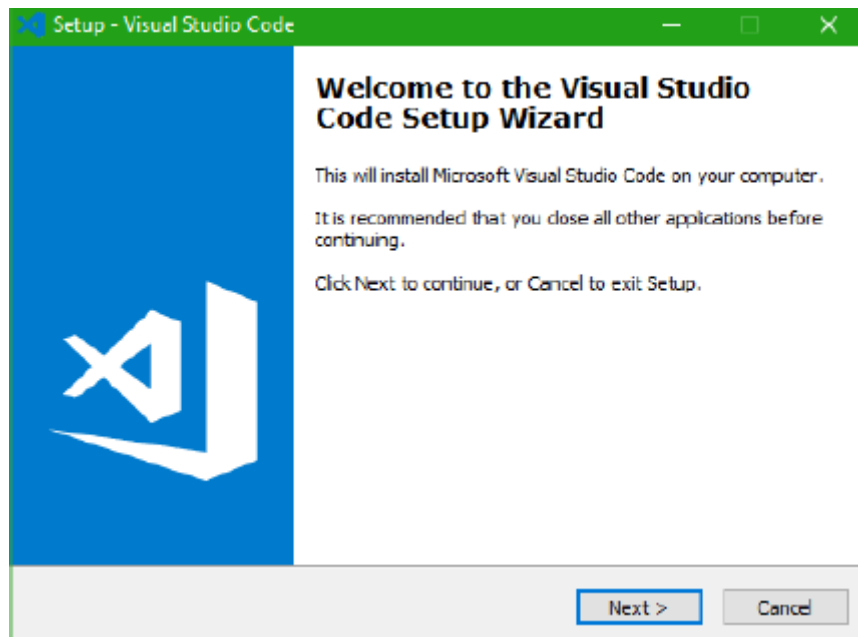 Setup - Visual Studio Code
Welcome to the Visual Studio
Code Setup Wizard
This will install Microsoft Visual Studio Code on your computer.
It is recommended that you close all other applications before
continuing.
Click Next to continue, or Cancel to exit Setup.
Next >
Cancel